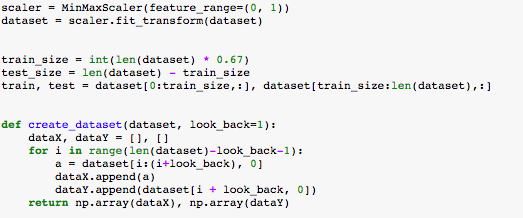 scaler = MinMaxScaler(feature_range=(0, 1))
dataset = scaler.fit_transform(dataset)
train_size = int(len(dataset) * 0.67)
test_size = len(dataset) - train_size
train, test = dataset[0:train_size,:], dataset[train_size:len(dataset),:]
def create_dataset(dataset, look_back=1):
    dataX, dataY = [], []
    for i in range(len(dataset)-look_back-1):
        a = dataset[i:(i+look_back), 0]
        dataX.append(a)
        dataY.append(dataset[i + look_back, 0])
    return np.array(dataX), np.array(dataY)